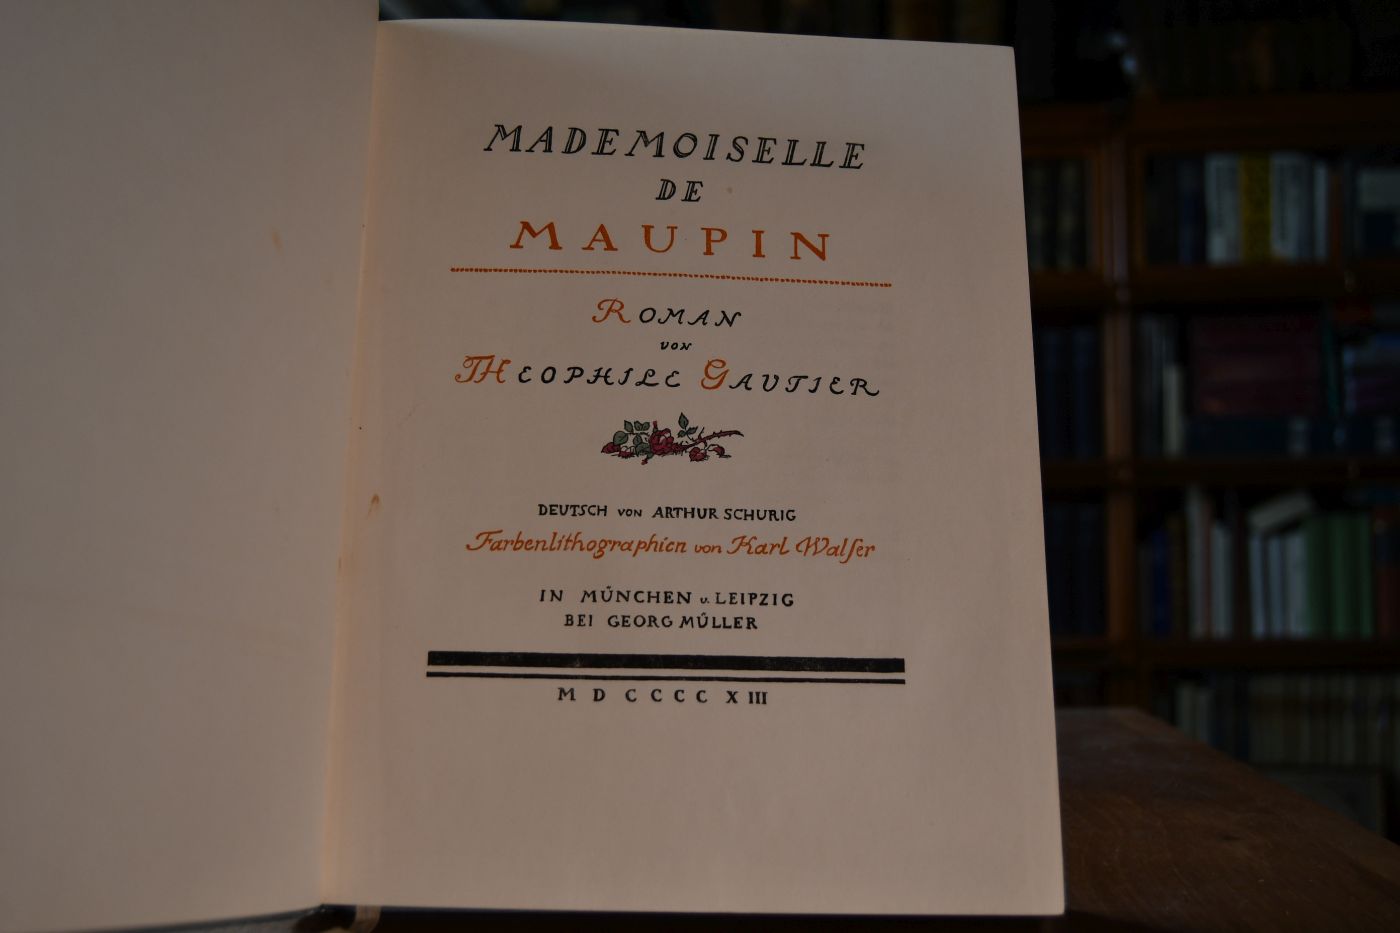 MADEMOISELLE
DE
MAUPIN
ROMAN
VON
THEOPHILE GAUTIER
DEUTSCH VON ARTHUR SCHURIG
Farbenlithographien von Karl Walſer
IN MÜNCHEN u. LEIPZIG
BEI GEORG MÜLLER
MDCCCCXIII